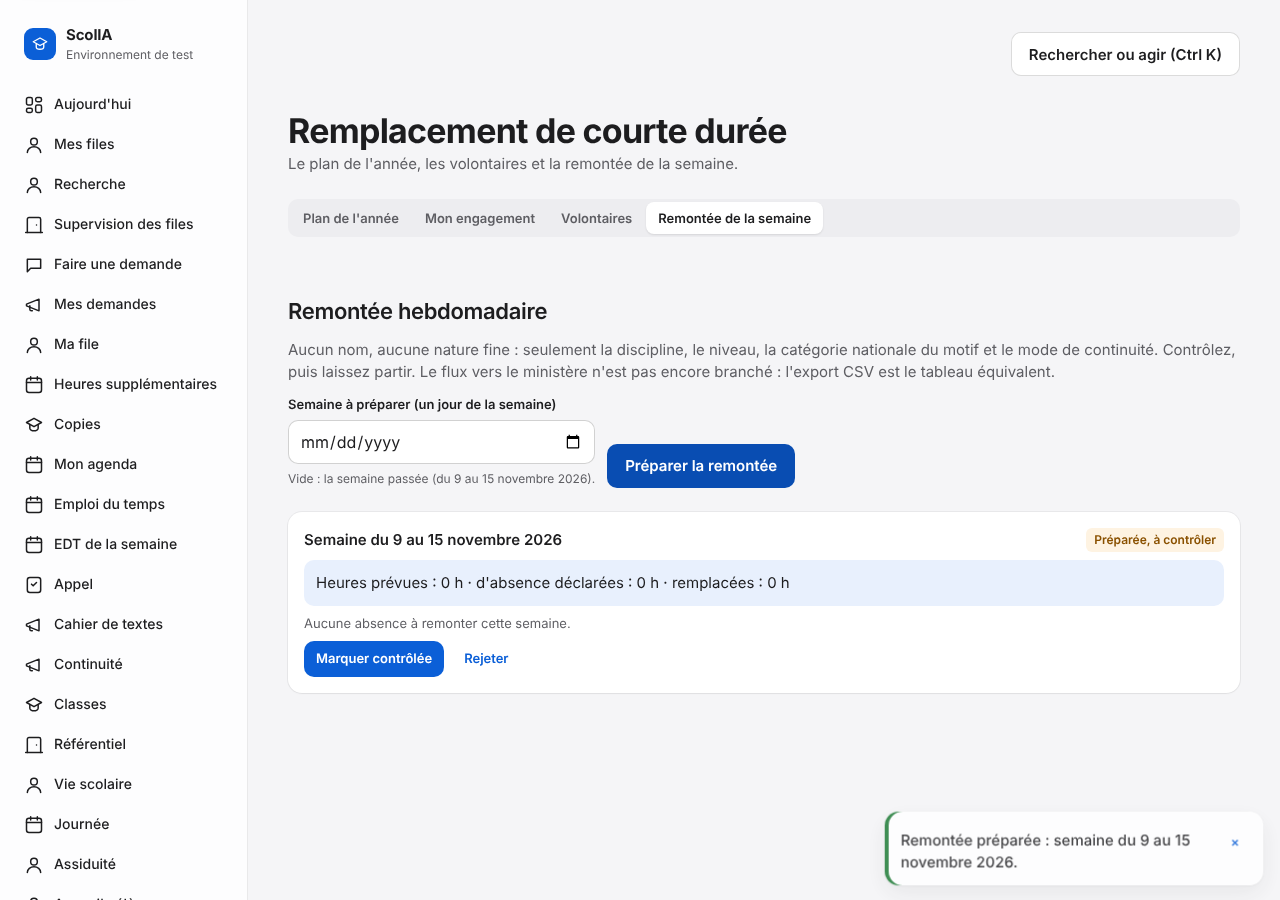 ScolIA
Environnement de test
Aujourd'hui
Mes files
Recherche
Supervision des files
Faire une demande
Mes demandes
Ma file
Heures supplémentaires
Copies
Mon agenda
Emploi du temps
EDT de la semaine
Appel
Cahier de textes
Continuité
Classes
Référentiel
Vie scolaire
Journée
Assiduité
Rechercher ou agir (Ctrl K)
Remplacement de courte durée
Le plan de l'année, les volontaires et la remontée de la semaine.
Plan de l'année Mon engagement Volontaires Remontée de la semaine
Remontée hebdomadaire
Aucun nom, aucune nature fine : seulement la discipline, le niveau, la catégorie nationale du motif et le mode de continuité. Contrôlez,
puis laissez partir. Le flux vers le ministère n'est pas encore branché : l'export CSV est le tableau équivalent.
Semaine à préparer (un jour de la semaine)
mm/dd/yyyy
Préparer la remontée
Vide : la semaine passée (du 9 au 15 novembre 2026).
Semaine du 9 au 15 novembre 2026
Préparée, à contrôler
Heures prévues : 0 h · d'absence déclarées : 0 h · remplacées : 0 h
Aucune absence à remonter cette semaine.
Marquer contrôlée Rejeter
Remontée préparée : semaine du 9 au 15 ×
novembre 2026.